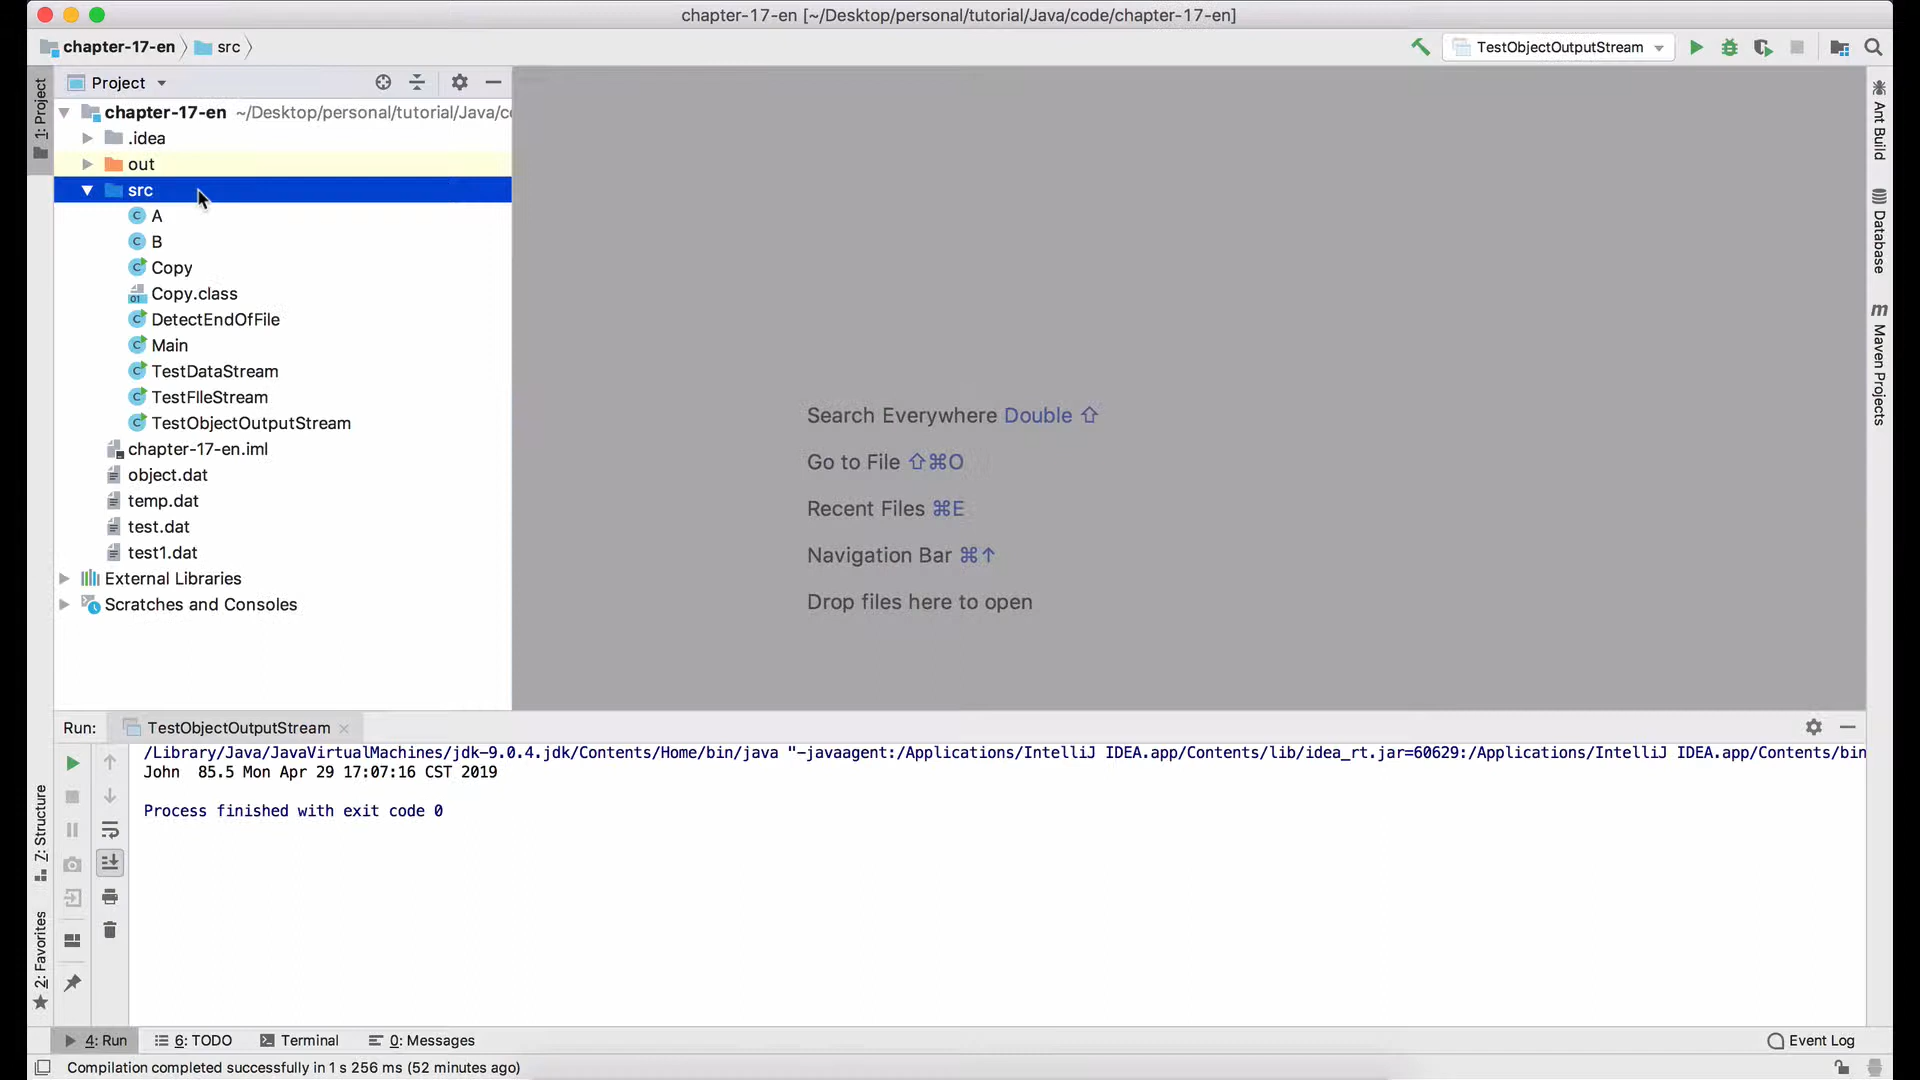 chapter-17-en [~/Desktop/personal/tutorial/Java/code/chapter-17-en]
chapter-17-en
src
TestObjectOutputStream
1: Project
Project
chapter-17-en ~/Desktop/personal/tutorial/Java/c
.idea
out
src
A
B
Copy
Copy.class
DetectEndOfFile
Main
TestDataStream
TestFIleStream
TestObjectOutputStream
chapter-17-en.iml
object.dat
temp.dat
test.dat
test1.dat
External Libraries
Scratches and Consoles
Search Everywhere Double ⇧
Go to File ⇧⌘O
Recent Files ⌘E
Navigation Bar ⌘↑
Drop files here to open
Ant Build
Database
m Maven Projects
Run: TestObjectOutputStream
/Library/Java/JavaVirtualMachines/jdk-9.0.4.jdk/Contents/Home/bin/java "-javaagent:/Applications/IntelliJ IDEA.app/Contents/lib/idea_rt.jar=60629:/Applications/IntelliJ IDEA.app/Contents/bin
John  85.5 Mon Apr 29 17:07:16 CST 2019
Process finished with exit code 0
Z: Structure
2: Favorites
4: Run
6: TODO
Terminal
0: Messages
Event Log
Compilation completed successfully in 1 s 256 ms (52 minutes ago)